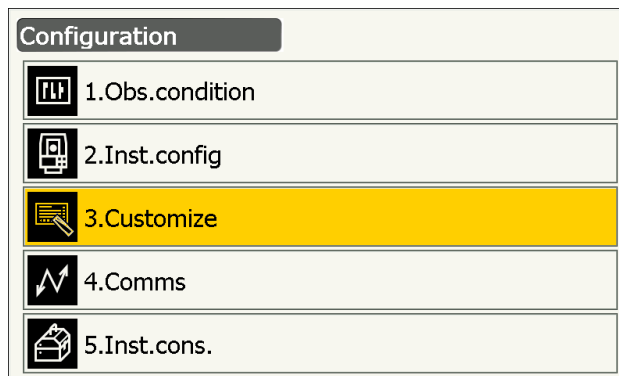 Configuration
1.Obs.condition
2.Inst.config
3.Customize
4.Comms
5.Inst.cons.